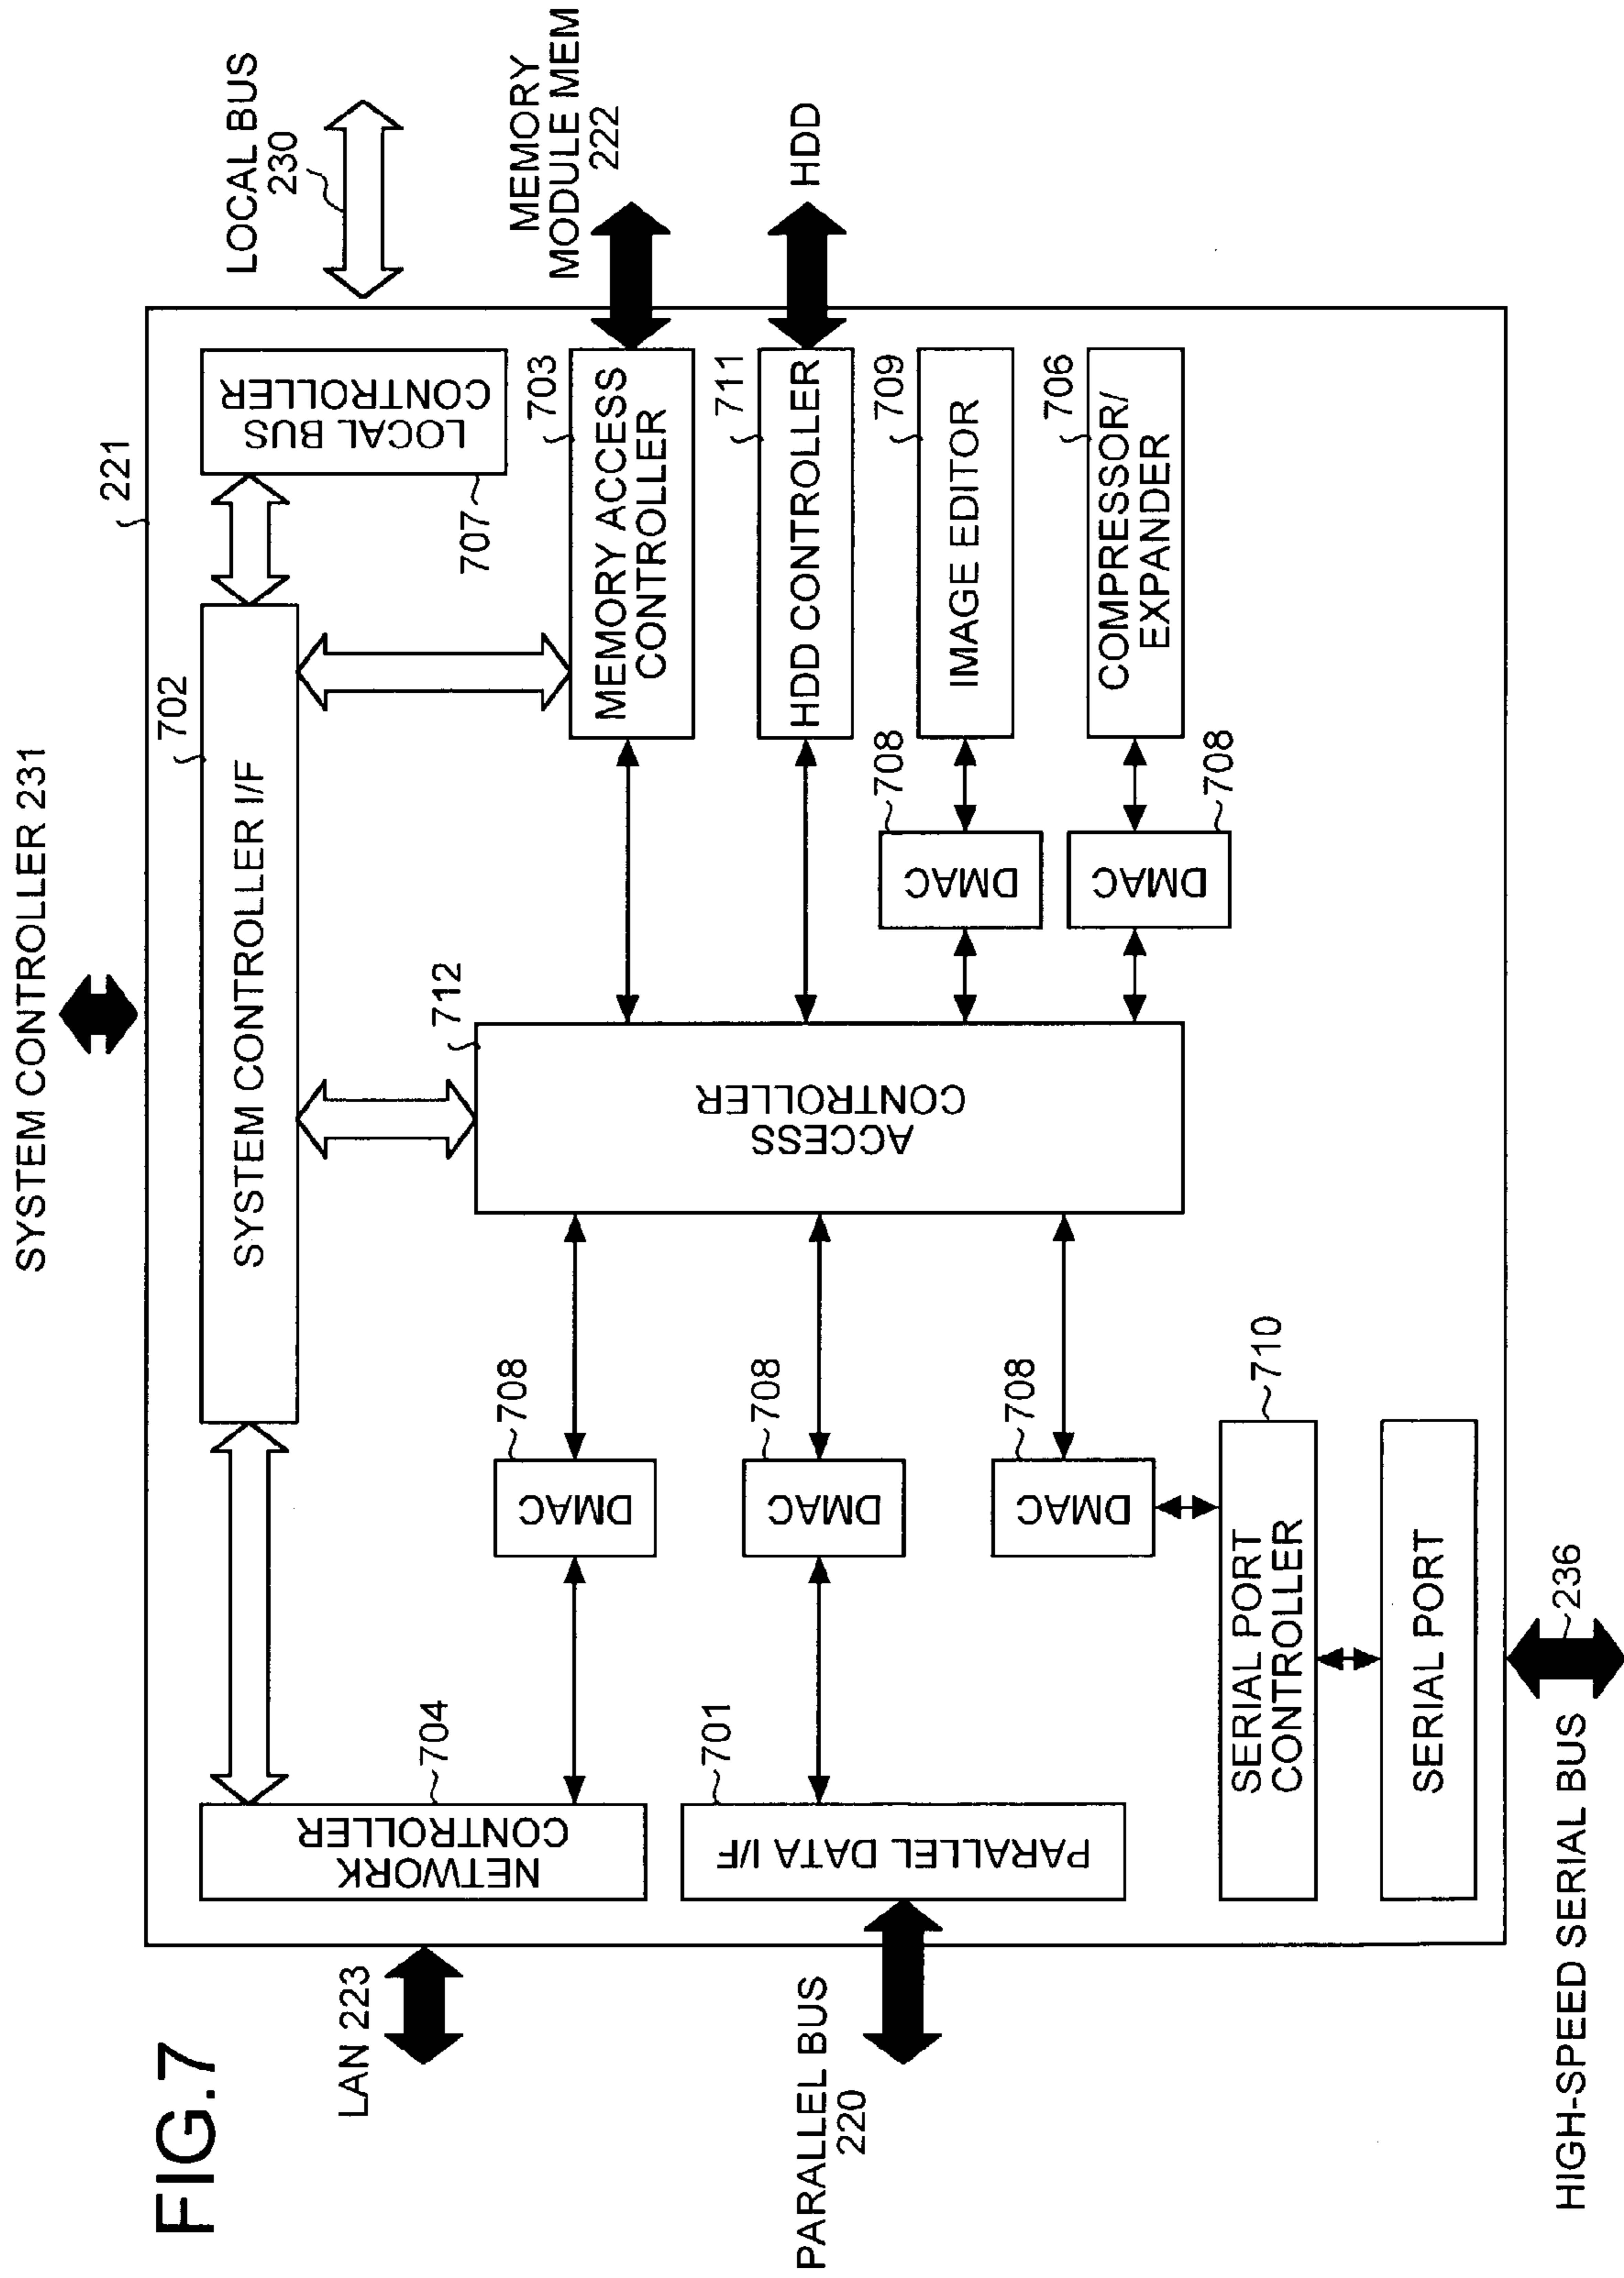 FIG.7
SYSTEM CONTROLLER 231
LOCAL BUS
230
221
702
SYSTEM CONTROLLER I/F
LOCAL BUS
CONTROLLER
707
LAN 223
NETWORK
CONTROLLER
704
708
DMAC
712
ACCESS
CONTROLLER
703
MEMORY ACCESS
CONTROLLER
MEMORY
MODULE MEM
222
711
HDD CONTROLLER
HDD
PARALLEL BUS
220
PARALLEL DATA I/F
701
708
DMAC
708
DMAC
709
IMAGE EDITOR
708
DMAC
708
DMAC
706
COMPRESSOR/
EXPANDER
710
SERIAL PORT
CONTROLLER
SERIAL PORT
HIGH-SPEED SERIAL BUS
236